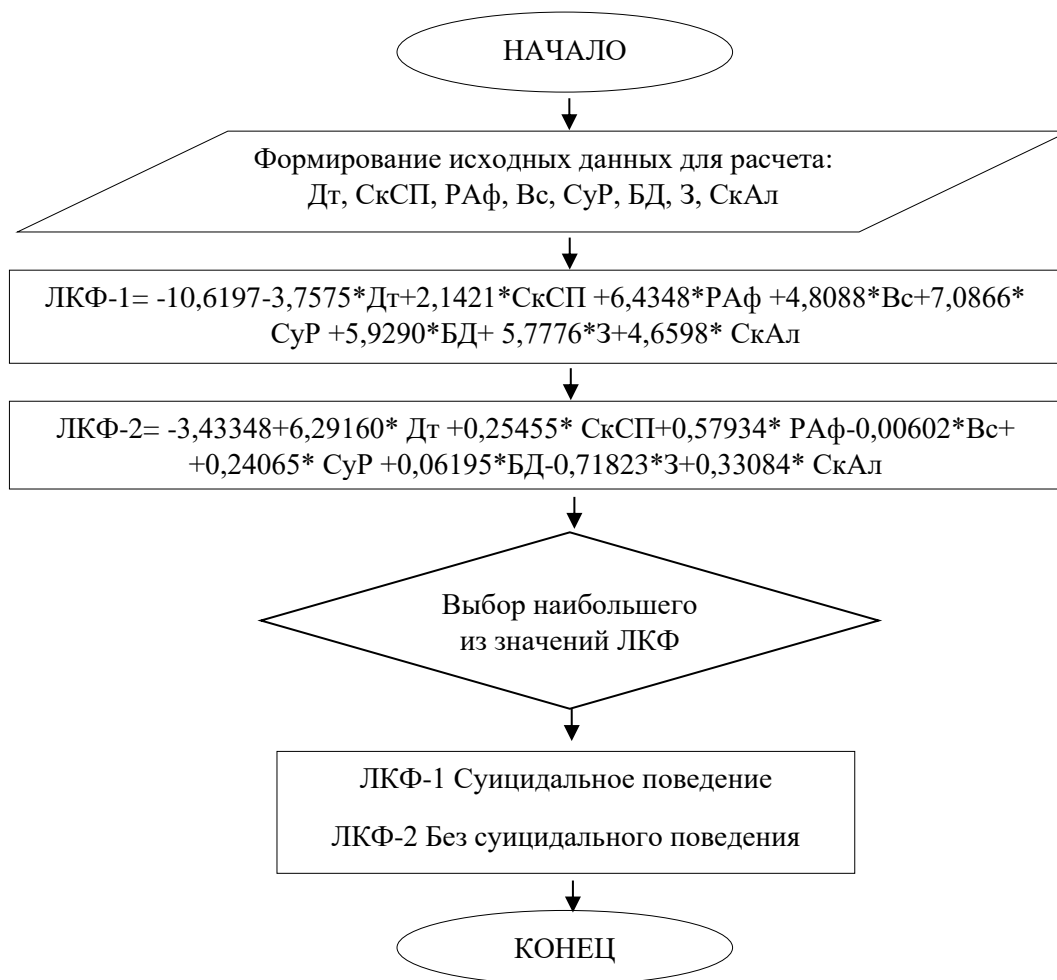 НАЧАЛО
Формирование исходных данных для расчета:
Дт, СкСП, РАф, Вс, СуР, БД, З, СкАл
ЛКФ-1= -10,6197-3,7575*Дт+2,1421*СкСП +6,4348*РАф +4,8088*Вс+7,0866*
СуР +5,9290*БД+ 5,7776*З+4,6598* СкАл
ЛКФ-2= -3,43348+6,29160* Дт +0,25455* СкСП+0,57934* РАф-0,00602*Вс+
+0,24065* СуР +0,06195*БД-0,71823*З+0,33084* СкАл
Выбор наибольшего
из значений ЛКФ
ЛКФ-1 Суицидальное поведение
ЛКФ-2 Без суицидального поведения
КОНЕЦ